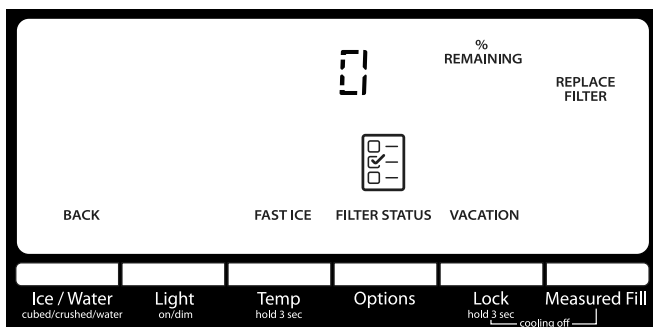 0
%
REMAINING
REPLACE
FILTER
BACK
FAST ICE
FILTER STATUS
VACATION
Ice / Water
cubed/crushed/water
Light
on/dim
Temp
hold 3 sec
Options
Lock
hold 3 sec
Measured Fill
cooling off